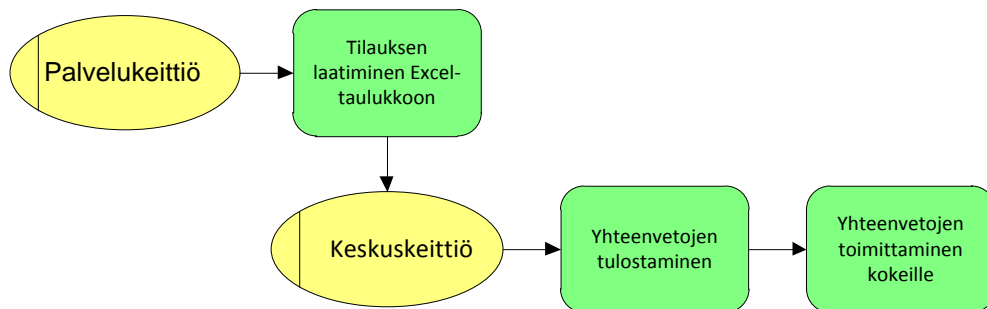 Palvelukeittiö
Tilauksen
laatiminen Excel-
taulukkoon
Keskuskeittiö
Yhteenvetojen
tulostaminen
Yhteenvetojen
toimittaminen
kokeille